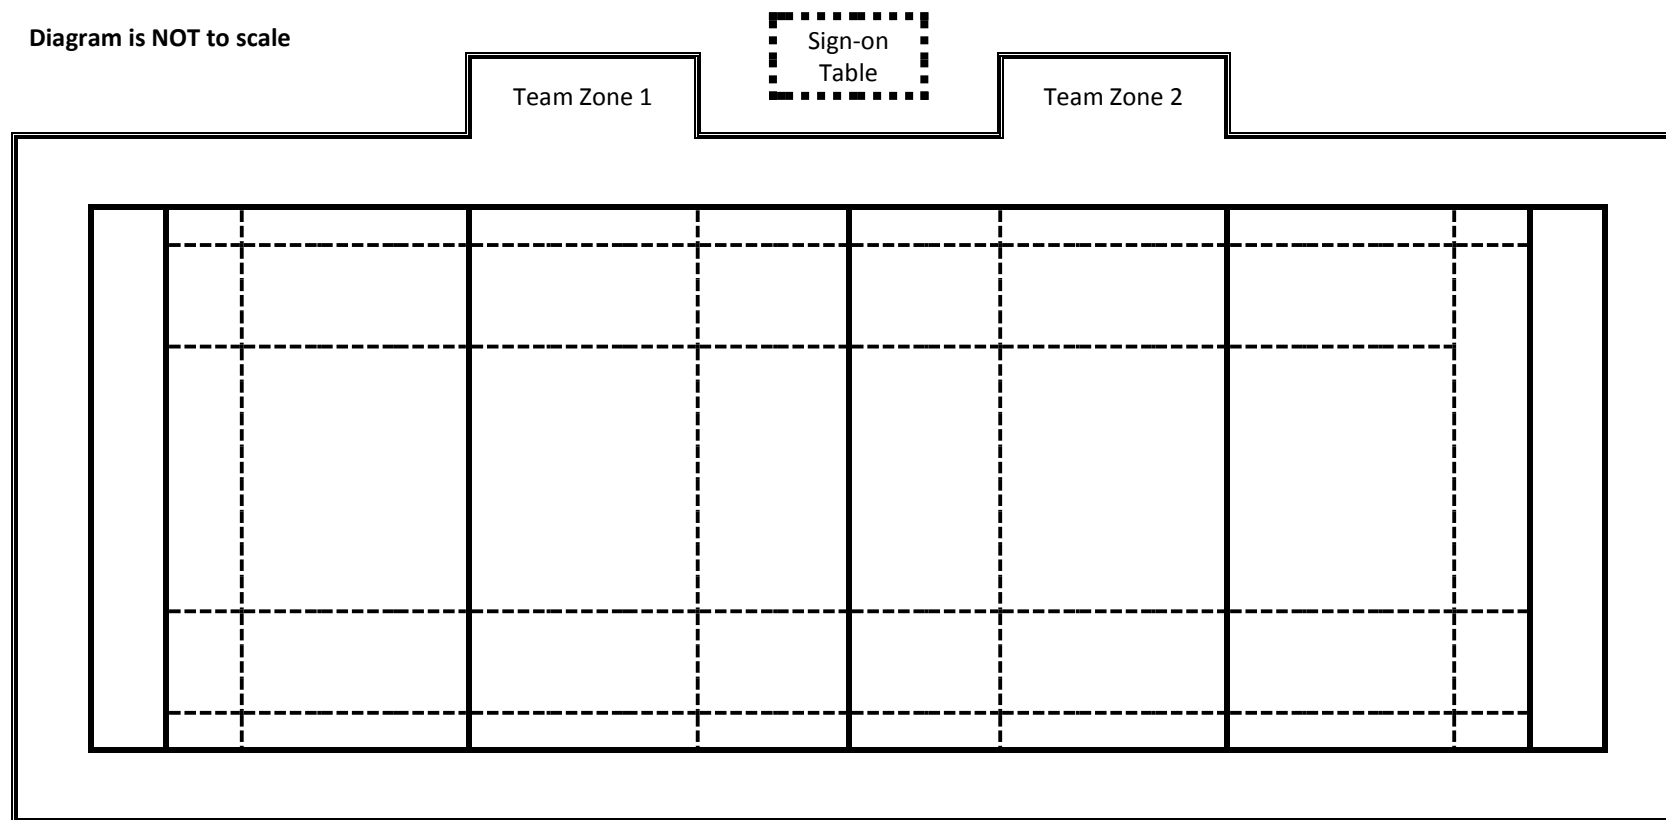 Diagram is NOT to scale
Sign-on
Table
Team Zone 1
Team Zone 2